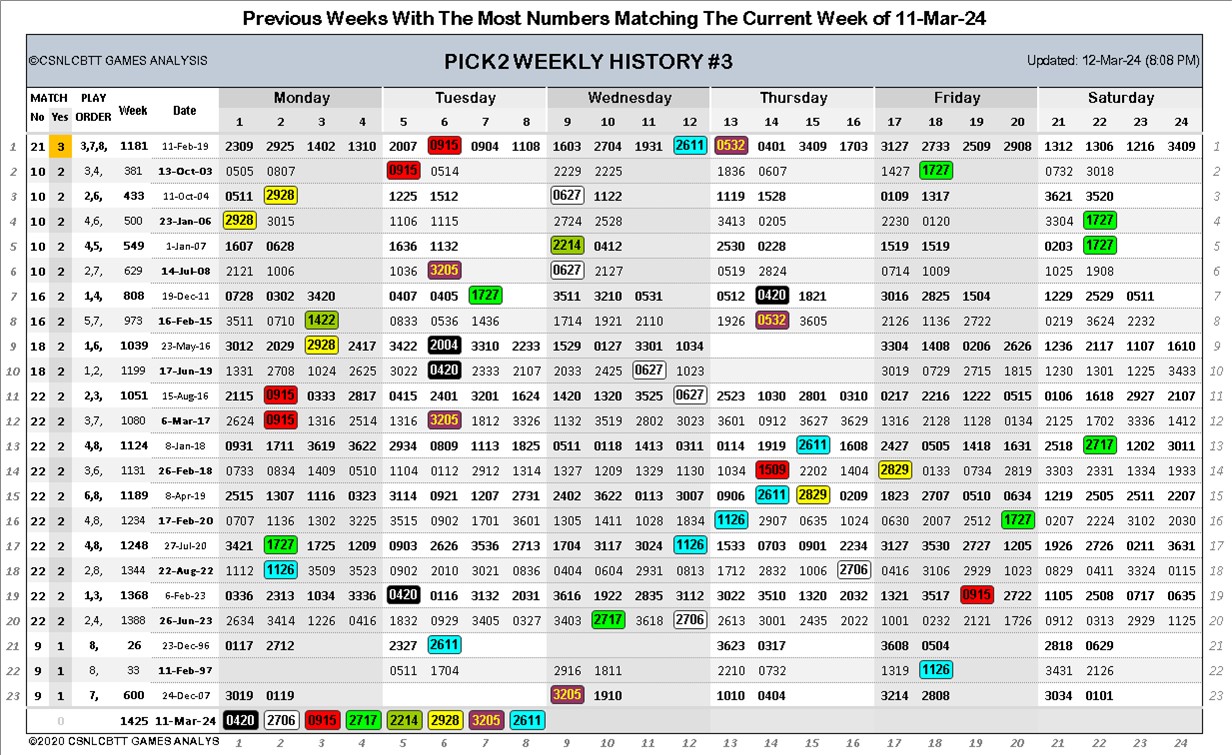 Previous Weeks With The Most Numbers Matching The Current Week of 11-Mar-24
©CSNLCBTT GAMES ANALYSIS PICK2 WEEKLY HISTORY #3 Updated: 12-Mar-24 (8:08 PM)
MATCH PLAY Week Date Monday Tuesday Wednesday Thursday Friday Saturday
No Yes ORDER 1 2 3 4 5 6 7 8 9 10 11 12 13 14 15 16 17 18 19 20 21 22 23 24
1 21 3 3,7,8, 1181 11-Feb-19 2309 2925 1402 1310 2007 0915 0904 1108 1603 2704 1931 2611 0532 0401 3409 1703 3127 2733 2509 2908 1312 1306 1216 3409 1
2 10 2 3,4, 381 13-Oct-03 0505 0807 0915 0514 2229 2225 1836 0607 1427 1727 0732 3018 2
3 10 2 2,6, 433 11-Oct-04 0511 2928 1225 1512 0627 1122 1119 1528 0109 1317 3621 3520 3
4 10 2 4,6, 500 23-Jan-06 2928 3015 1106 1115 2724 2528 3413 0205 2230 0120 3304 1727 4
5 10 2 4,5, 549 1-Jan-07 1607 0628 1636 1132 2214 0412 2530 0228 1519 1519 0203 1727 5
6 10 2 2,7, 629 14-Jul-08 2121 1006 1036 3205 0627 2127 0519 2824 0714 1009 1025 1908 6
7 16 2 1,4, 808 19-Dec-11 0728 0302 3420 0407 0405 1727 3511 3210 0531 0512 0420 1821 3016 2825 1504 1229 2529 0511 7
8 16 2 5,7, 973 16-Feb-15 3511 0710 1422 0833 0536 1436 1714 1921 2110 1926 0532 3605 2126 1136 2722 0219 3624 2232 8
9 18 2 1,6, 1039 23-May-16 3012 2029 2928 2417 3422 2004 3310 2233 1529 0127 3301 1034 3304 1408 0206 2626 1236 2117 1107 1610 9
10 18 2 1,2, 1199 17-Jun-19 1331 2708 1024 2625 3022 0420 2333 2107 2033 2425 0627 1023 3019 0729 2715 1815 1230 1301 1225 3433 10
11 22 2 2,3, 1051 15-Aug-16 2115 0915 0333 2817 0415 2401 3201 1624 1420 1320 3525 0627 2523 1030 2801 0310 0217 2216 1222 0515 0106 1618 2927 2107 11
12 22 2 3,7, 1080 6-Mar-17 2624 0915 1316 2514 1316 3205 1812 3326 1132 3519 2802 3023 3601 0912 3627 3629 1316 2128 1128 0134 2125 1702 3336 1412 12
13 22 2 4,8, 1124 8-Jan-18 0931 1711 3619 3622 2934 0809 1113 1825 0511 0118 1413 0311 0114 1919 2611 1608 2427 0505 1418 1631 2518 2717 1202 3011 13
14 22 2 3,6, 1131 26-Feb-18 0733 0834 1409 0510 1104 0112 2912 1314 1327 1209 1329 1130 1034 1509 2202 1404 2829 0133 0734 2819 3303 2331 1334 1933 14
15 22 2 6,8, 1189 8-Apr-19 2515 1307 1116 0323 3114 0921 1207 2731 2402 3622 0113 3007 0906 2611 2829 0209 1823 2707 0510 0634 1219 2505 2511 2207 15
16 22 2 4,8, 1234 17-Feb-20 0707 1136 1302 3225 3515 0902 1701 3601 1305 1411 1028 1834 1126 2907 0635 1024 0630 2007 2512 1727 0207 2224 3102 2030 16
17 22 2 4,8, 1248 27-Jul-20 3421 1727 1725 1209 0903 2626 3536 2713 1704 3117 3024 1126 1533 0703 0901 2234 3127 3530 2727 1205 1926 2726 0211 3631 17
18 22 2 2,8, 1344 22-Aug-22 1112 1126 3509 3523 0902 2010 3021 0836 0404 0604 2931 0813 1712 2832 1006 2706 0416 3106 2929 1023 0829 0411 3324 0115 18
19 22 2 1,3, 1368 6-Feb-23 0336 2313 1034 3336 0420 0116 3132 2031 3616 1922 2835 3112 3022 3510 1320 2032 1321 3517 0915 2722 1105 2508 0717 0635 19
20 22 2 2,4, 1388 26-Jun-23 2634 3414 1226 0416 1832 0929 3405 0327 3403 2717 3618 2706 2613 3001 2435 2022 1001 0232 2121 1726 0912 0313 2929 1125 20
21 9 1 8, 26 23-Dec-96 0117 2712 2327 2611 3623 0317 3608 0504 2818 0629 21
22 9 1 8, 33 11-Feb-97 0511 1704 2916 1811 2210 0732 1319 1126 3431 2126 22
23 9 1 7, 600 24-Dec-07 3019 0119 3205 1910 1010 0404 3214 2808 3034 0101 23
0 1425 11-Mar-24 0420 2706 0915 2717 2214 2928 3205 2611
©2020 CSNLCBTT GAMES ANALYS 1 2 3 4 5 6 7 8 9 10 11 12 13 14 15 16 17 18 19 20 21 22 23 24